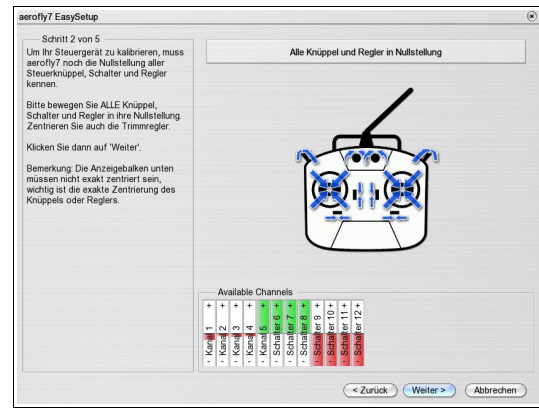 aerofly7 EasySetup
Schritt 2 von 5
Um Ihr Steuergerät zu kalibrieren, muss
aerofly7 noch die Nullstellung aller
Steuerknüppel, Schalter und Regler
kennen.
Bitte bewegen Sie ALLE Knüppel,
Schalter und Regler in ihre Nullstellung.
Zentrieren Sie auch die Trimmregler.
Klicken Sie dann auf 'Weiter'.
Bemerkung: Die Anzeigebalken unten
müssen nicht exakt zentriert sein,
wichtig ist die exakte Zentrierung des
Knüppels oder Reglers.
Alle Knüppel und Regler in Nullstellung
Available Channels
- Kanal 1 +
- Kanal 2 +
- Kanal 3 +
- Kanal 4 +
- Kanal 5 +
- Schalter 6 +
- Schalter 7 +
- Schalter 8 +
- Schalter 9 +
- Schalter 10 +
- Schalter 11 +
- Schalter 12 +
< Zurück
Weiter >
Abbrechen